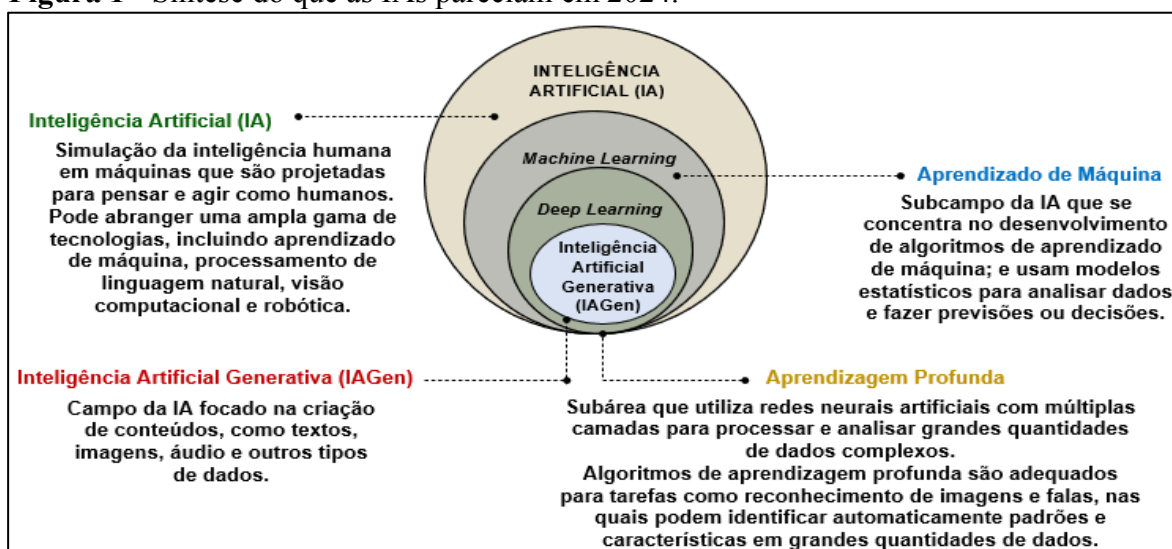 Figura 1 - Síntese do que as IAs pareciam em 2024.
INTELIGÊNCIA
ARTIFICIAL (IA)
Machine Learning
Deep Learning
Inteligência
Artificial
Generativa
(IAGen)
Inteligência Artificial (IA)
Simulação da inteligência humana
em máquinas que são projetadas
para pensar e agir como humanos.
Pode abranger uma ampla gama de
tecnologias, incluindo aprendizado
de máquina, processamento de
linguagem natural, visão
computacional e robótica.
Aprendizado de Máquina
Subcampo da IA que se
concentra no desenvolvimento
de algoritmos de aprendizado
de máquina; e usam modelos
estatísticos para analisar dados
e fazer previsões ou decisões.
Inteligência Artificial Generativa (IAGen)
Campo da IA focado na criação
de conteúdos, como textos,
imagens, áudio e outros tipos
de dados.
Aprendizagem Profunda
Subárea que utiliza redes neurais artificiais com múltiplas
camadas para processar e analisar grandes quantidades
de dados complexos.
Algoritmos de aprendizagem profunda são adequados
para tarefas como reconhecimento de imagens e falas, nas
quais podem identificar automaticamente padrões e
características em grandes quantidades de dados.